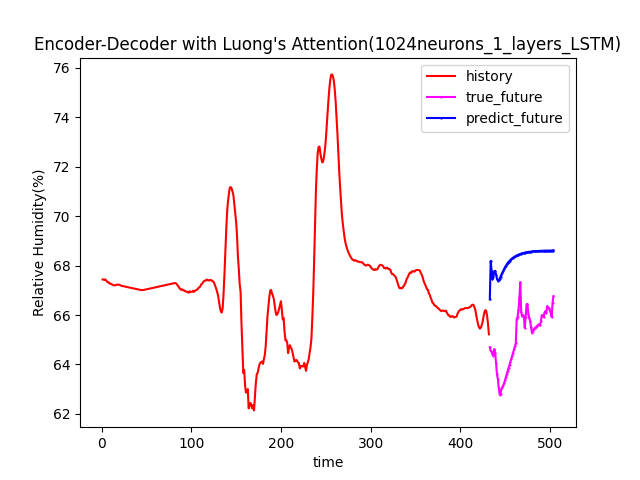 Encoder-Decoder with Luong's Attention(1024neurons_1_layers_LSTM)
history
true_future
predict_future
Relative Humidity(%)
76
74
72
70
68
66
64
62
0 100 200 300 400 500
time